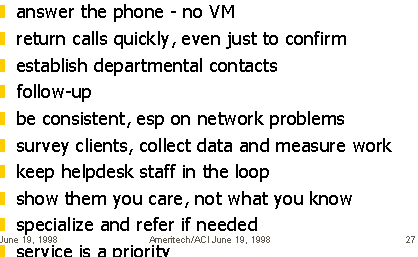 answer the phone - no VM
return calls quickly, even just to confirm
establish departmental contacts
follow-up
be consistent, esp on network problems
survey clients, collect data and measure work
keep helpdesk staff in the loop
show them you care, not what you know
specialize and refer if needed
June 19, 1998 Ameritech/ACI June 19, 1998 27
service is a priority